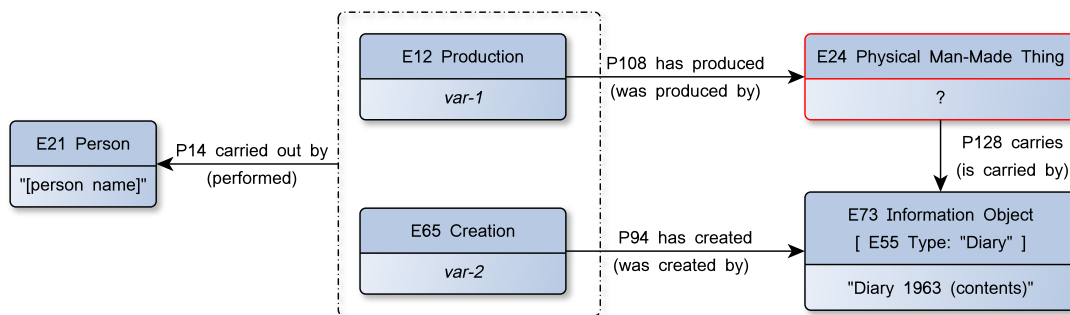 E12 Production
var-1
P108 has produced
(was produced by)
E24 Physical Man-Made Thing
?
E21 Person
"[person name]"
P14 carried out by
(performed)
P128 carries
(is carried by)
E65 Creation
var-2
P94 has created
(was created by)
E73 Information Object
[ E55 Type: "Diary" ]
"Diary 1963 (contents)"